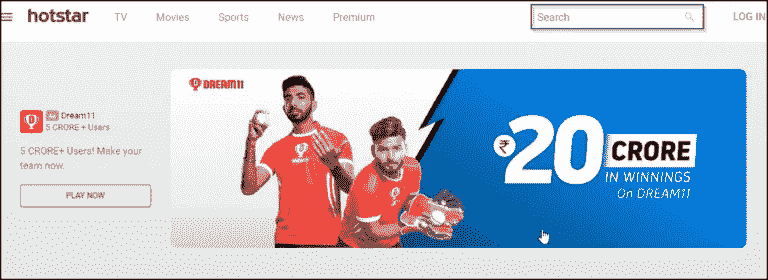 hotstar
TV
Movies
Sports
News
Premium
Search
LOG IN
Dream11
5 CRORE + Users
5 CRORE+ Users! Make your
team now.
PLAY NOW
DREAM11
₹20 CRORE
IN WINNINGS
On DREAM11